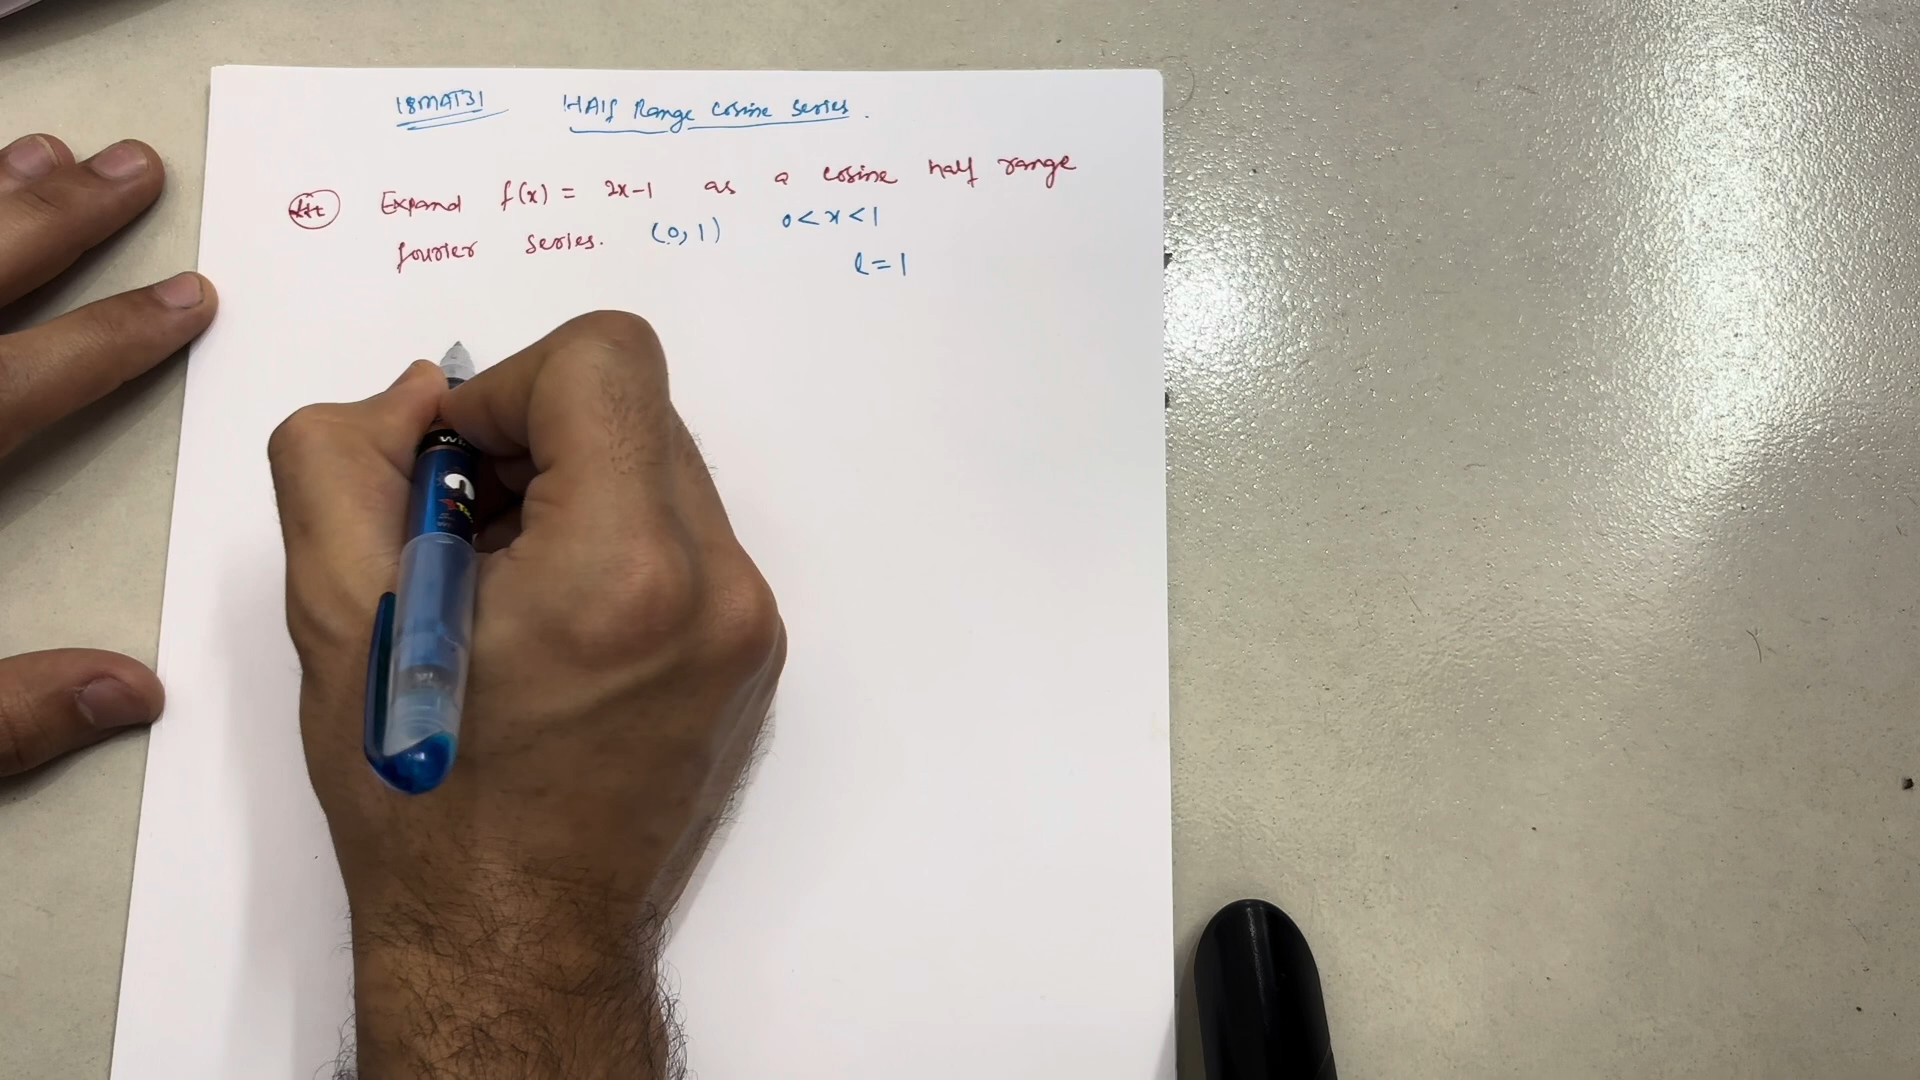 18MAT31 HAlf Range cosine series.
Expand f(x) = 2x-1 as a cosine half range
fourier series. (0,1) 0<x<1
l=1